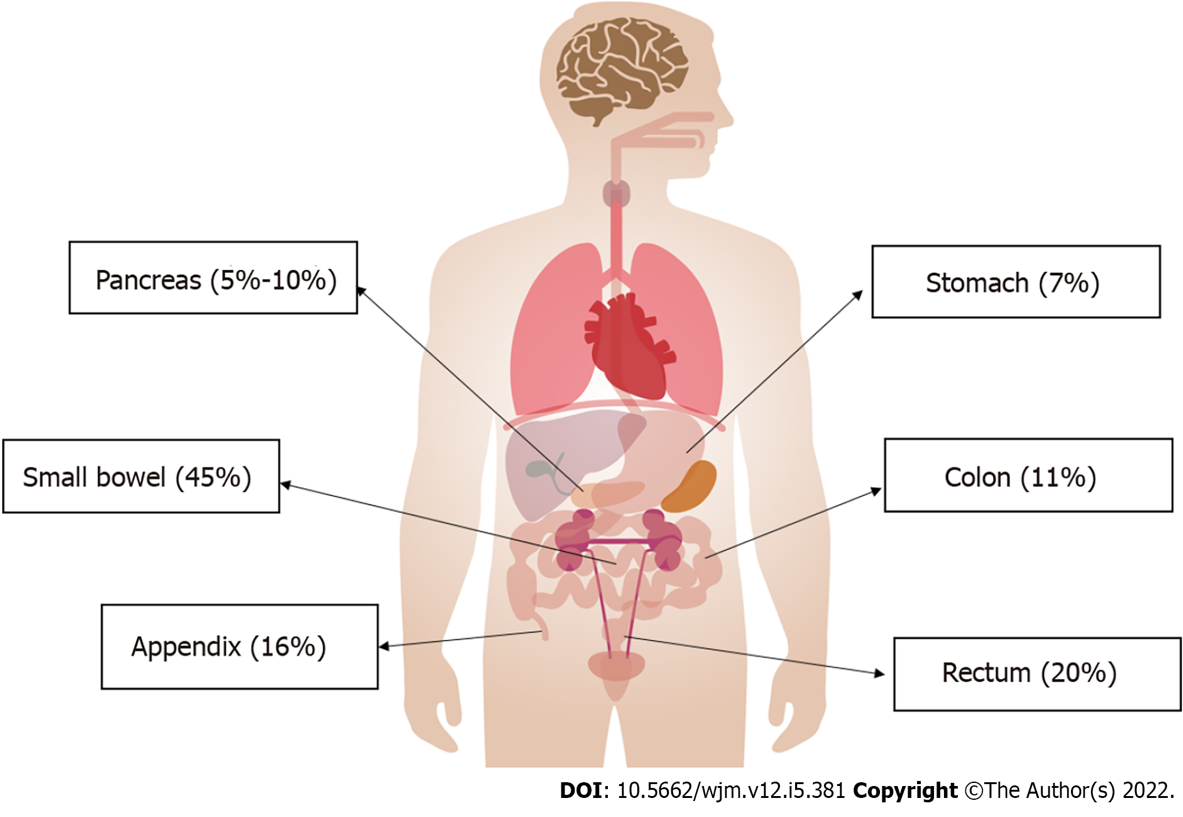 Pancreas (5%-10%)
Stomach (7%)
Small bowel (45%)
Colon (11%)
Appendix (16%)
Rectum (20%)
DOI: 10.5662/wjm.v12.i5.381 Copyright ©The Author(s) 2022.